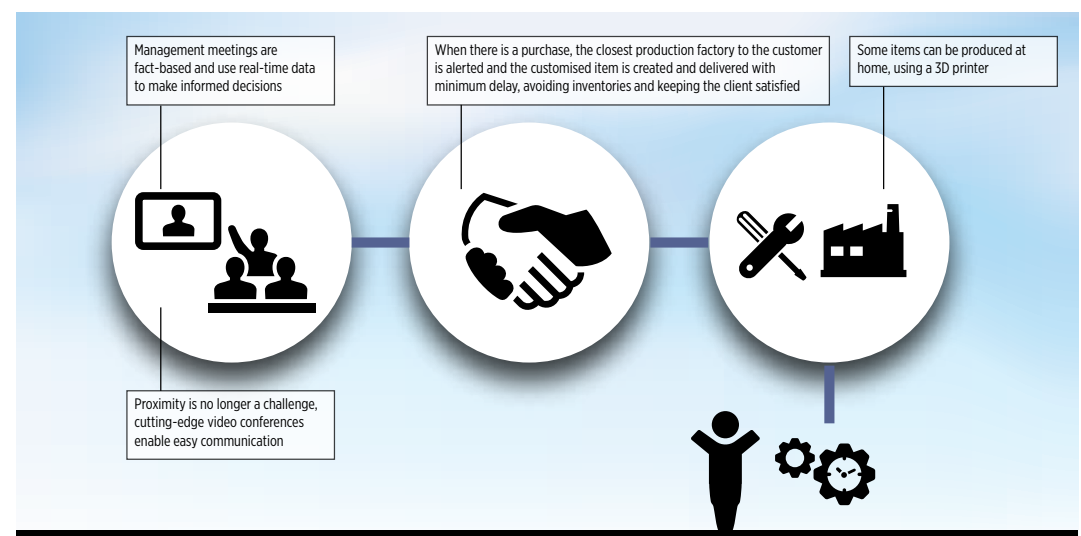 Management meetings are
fact-based and use real-time data
to make informed decisions
When there is a purchase, the closest production factory to the customer
is alerted and the customised item is created and delivered with
minimum delay, avoiding inventories and keeping the client satisfied
Some items can be produced at
home, using a 3D printer
Proximity is no longer a challenge,
cutting-edge video conferences
enable easy communication